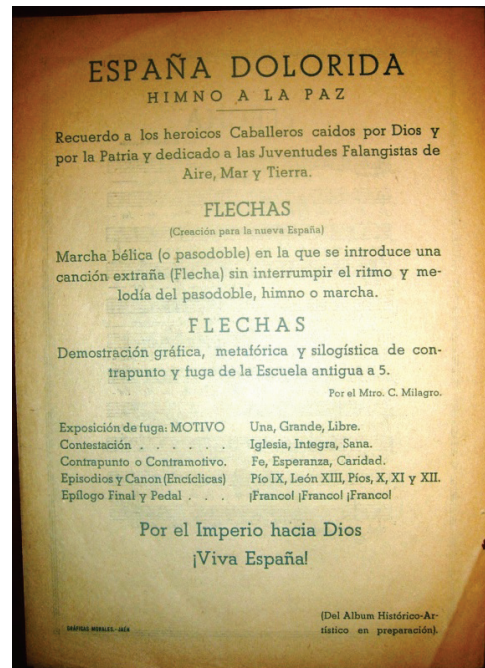 ESPAÑA DOLORIDA
HIMNO A LA PAZ
Recuerdo a los heroicos Caballeros caidos por Dios y
por la Patria y dedicado a las Juventudes Falangistas de
Aire, Mar y Tierra.
FLECHAS
(Creación para la nueva España)
Marcha bélica (o pasodoble) en la que se introduce una
canción extraña (Flecha) sin interrumpir el ritmo y me-
lodía del pasodoble, himno o marcha.
FLECHAS
Demostración gráfica, metafórica y silogística de con-
trapunto y fuga de la Escuela antigua a 5.
Por el Mtro. C. Milagro.
Exposición de fuga: MOTIVO Una, Grande, Libre.
Contestación . . . . . . Iglesia, Integra, Sana.
Contrapunto o Contramotivo. Fe, Esperanza, Caridad.
Episodios y Canon (Encíclicas) Pío IX, León XIII, Píos, X, XI y XII.
Epílogo Final y Pedal . . . ¡Franco! ¡Franco! ¡Franco!
Por el Imperio hacia Dios
¡Viva España!
(Del Album Histórico-Ar-
tístico en preparación).
GRÁFICAS MORALES.-JAÉN